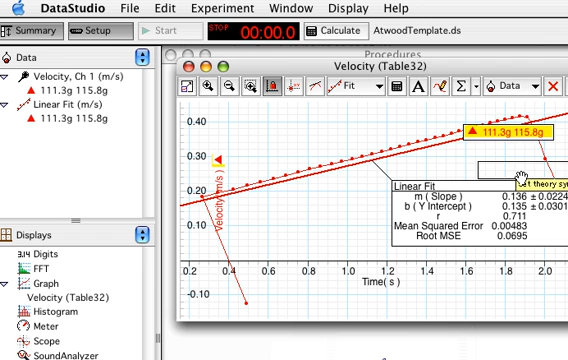 DataStudio File Edit Experiment Window Display Help
Summary Setup Start STOP 00:00.0 Calculate AtwoodTemplate.ds
Data
Velocity, Ch 1 (m/s)
111.3g 115.8g
Linear Fit (m/s)
111.3g 115.8g
Displays
3.14 Digits
FFT
Graph
Velocity (Table32)
Histogram
Meter
Scope
SoundAnalyzer
Procedures
Velocity (Table32)
Fit Σ Data
0.40
0.30
0.20
0.10
-0.10
Velocity( m/s )
111.3g 115.8g
Linear Fit
m ( Slope ) 0.136 ± 0.0224
b ( Y Intercept ) 0.135 ± 0.0301
r 0.711
Mean Squared Error 0.00483
Root MSE 0.0695
0.2 0.4 0.6 0.8 1.0 1.2 1.4 1.6 1.8 2.0
Time( s )